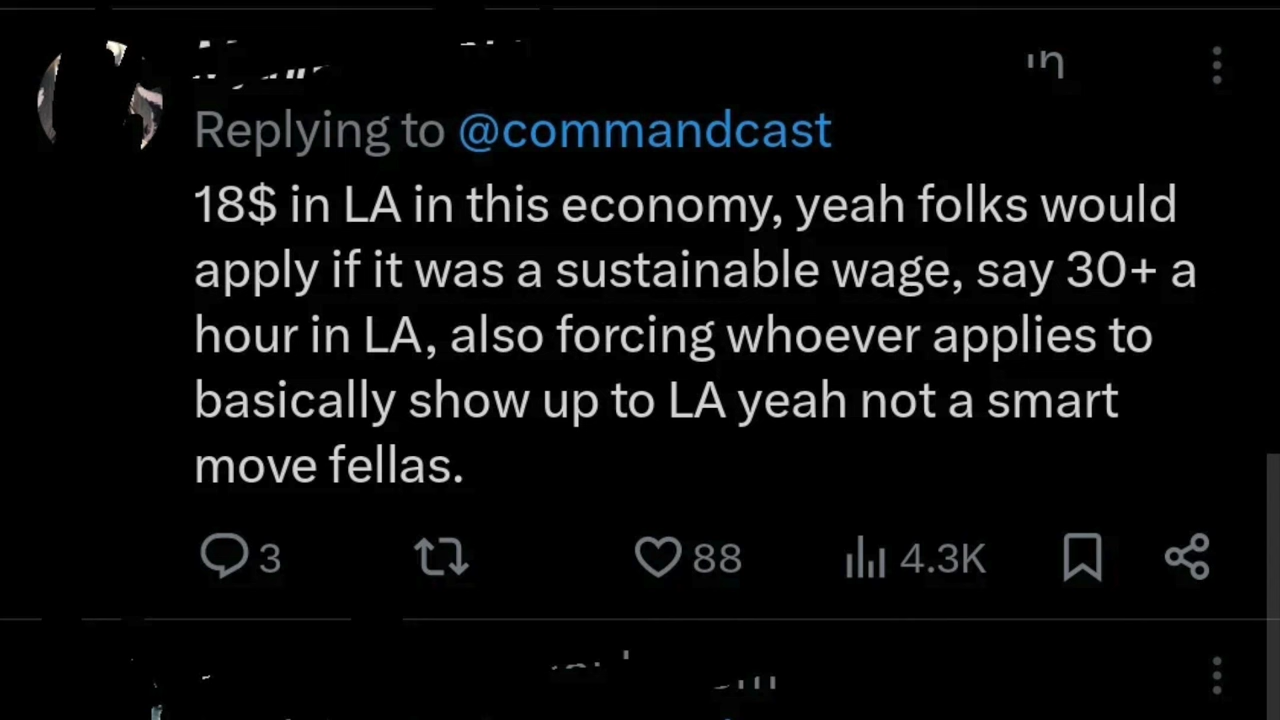 Replying to @commandcast
18$ in LA in this economy, yeah folks would
apply if it was a sustainable wage, say 30+ a
hour in LA, also forcing whoever applies to
basically show up to LA yeah not a smart
move fellas.
3 88 4.3K